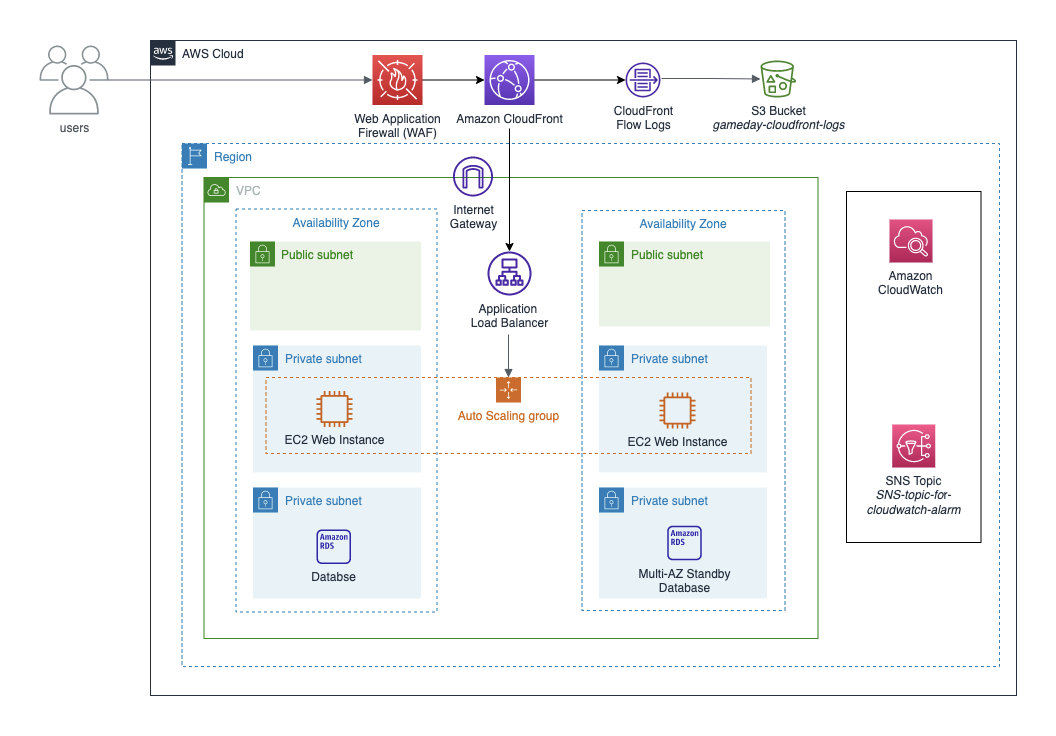 aws
AWS Cloud
users
Web Application
Firewall (WAF)
Amazon CloudFront
CloudFront
Flow Logs
S3 Bucket
gameday-cloudfront-logs
Region
VPC
Internet
Gateway
Availability Zone
Availability Zone
Public subnet
Public subnet
Amazon
CloudWatch
Application
Load Balancer
Private subnet
Private subnet
Auto Scaling group
EC2 Web Instance
EC2 Web Instance
SNS Topic
SNS-topic-for-
cloudwatch-alarm
Private subnet
Private subnet
Amazon
RDS
Databse
Amazon
RDS
Multi-AZ Standby
Database